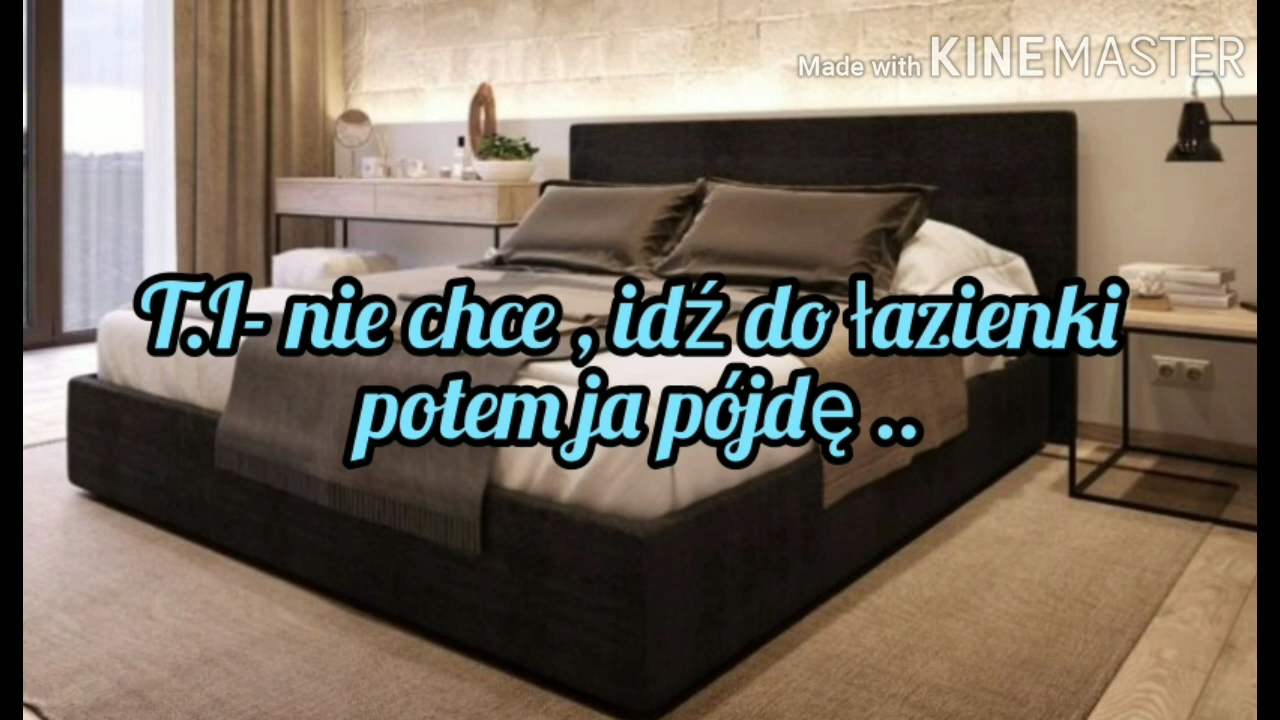 Made with KINEMASTER
T.I- nie chce , idź do łazienki
potem ja pójdę ..